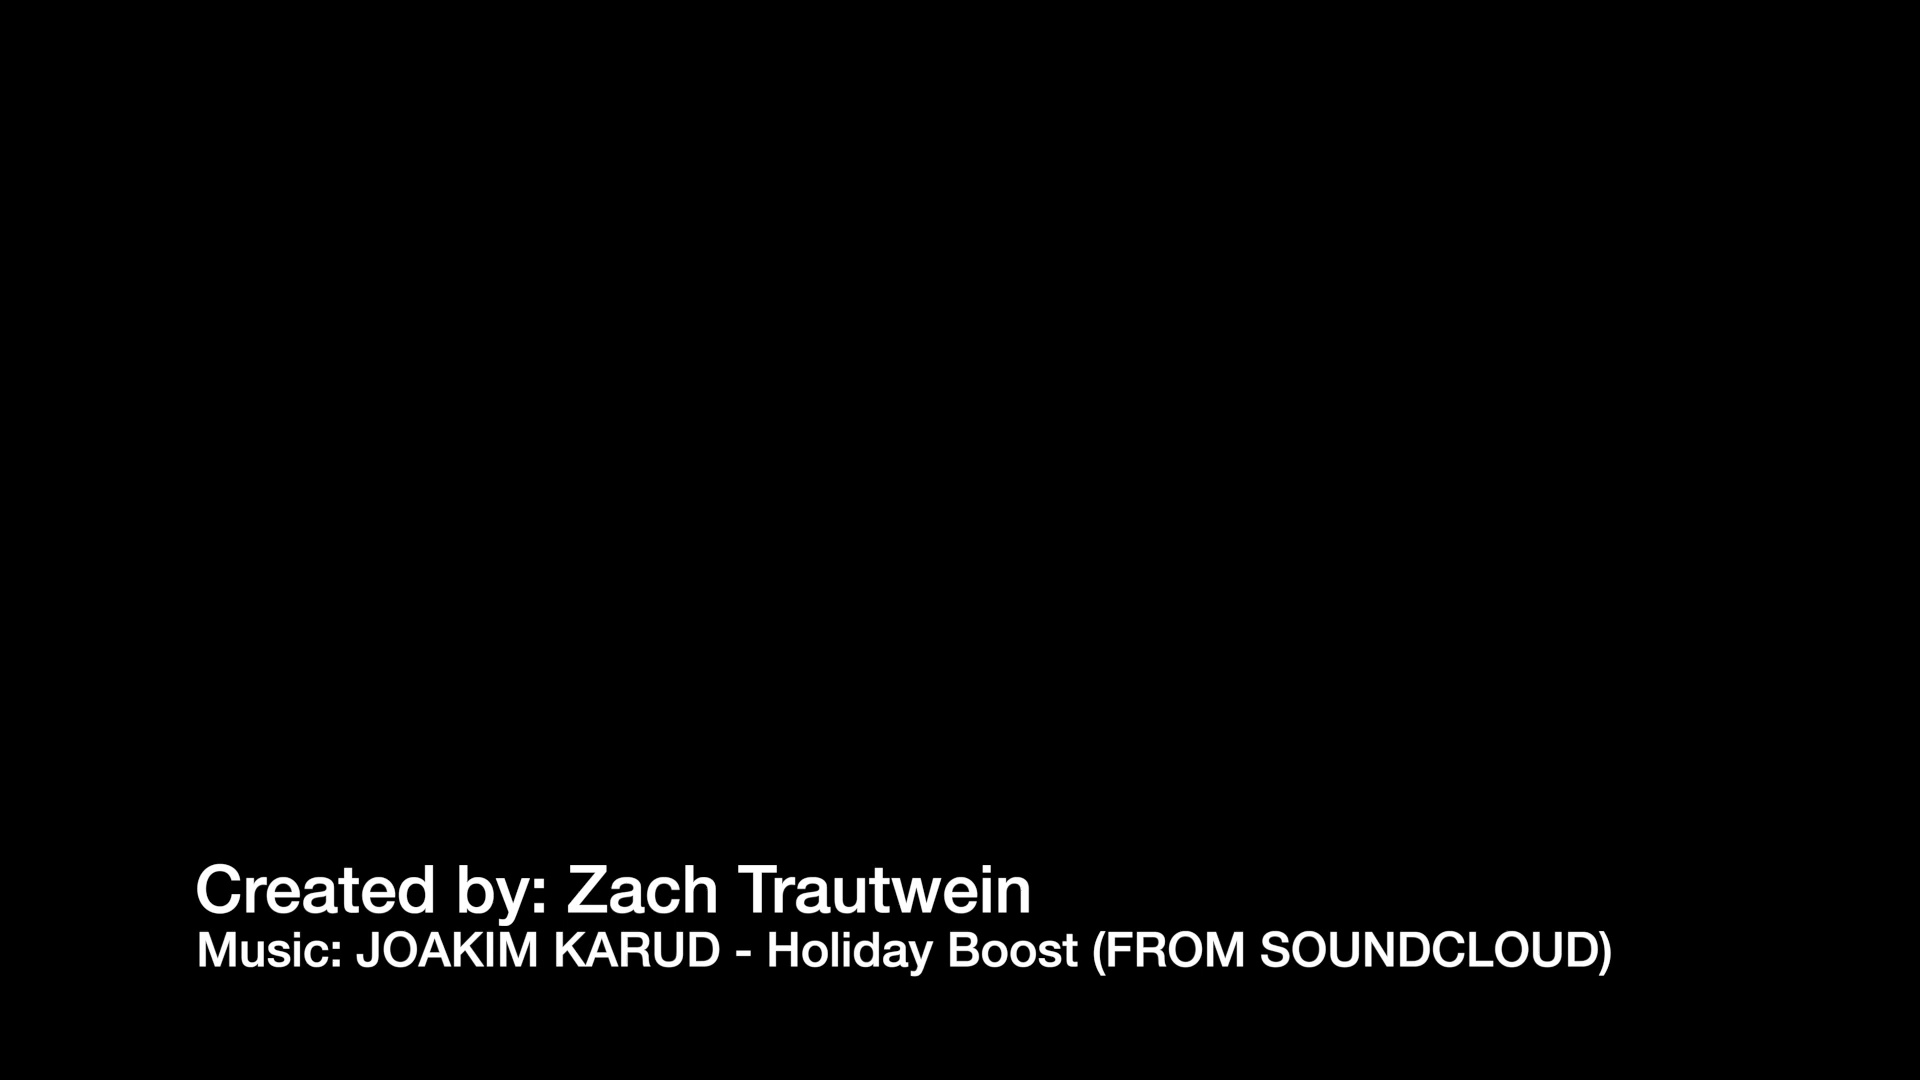 Created by: Zach Trautwein
Music: JOAKIM KARUD - Holiday Boost (FROM SOUNDCLOUD)